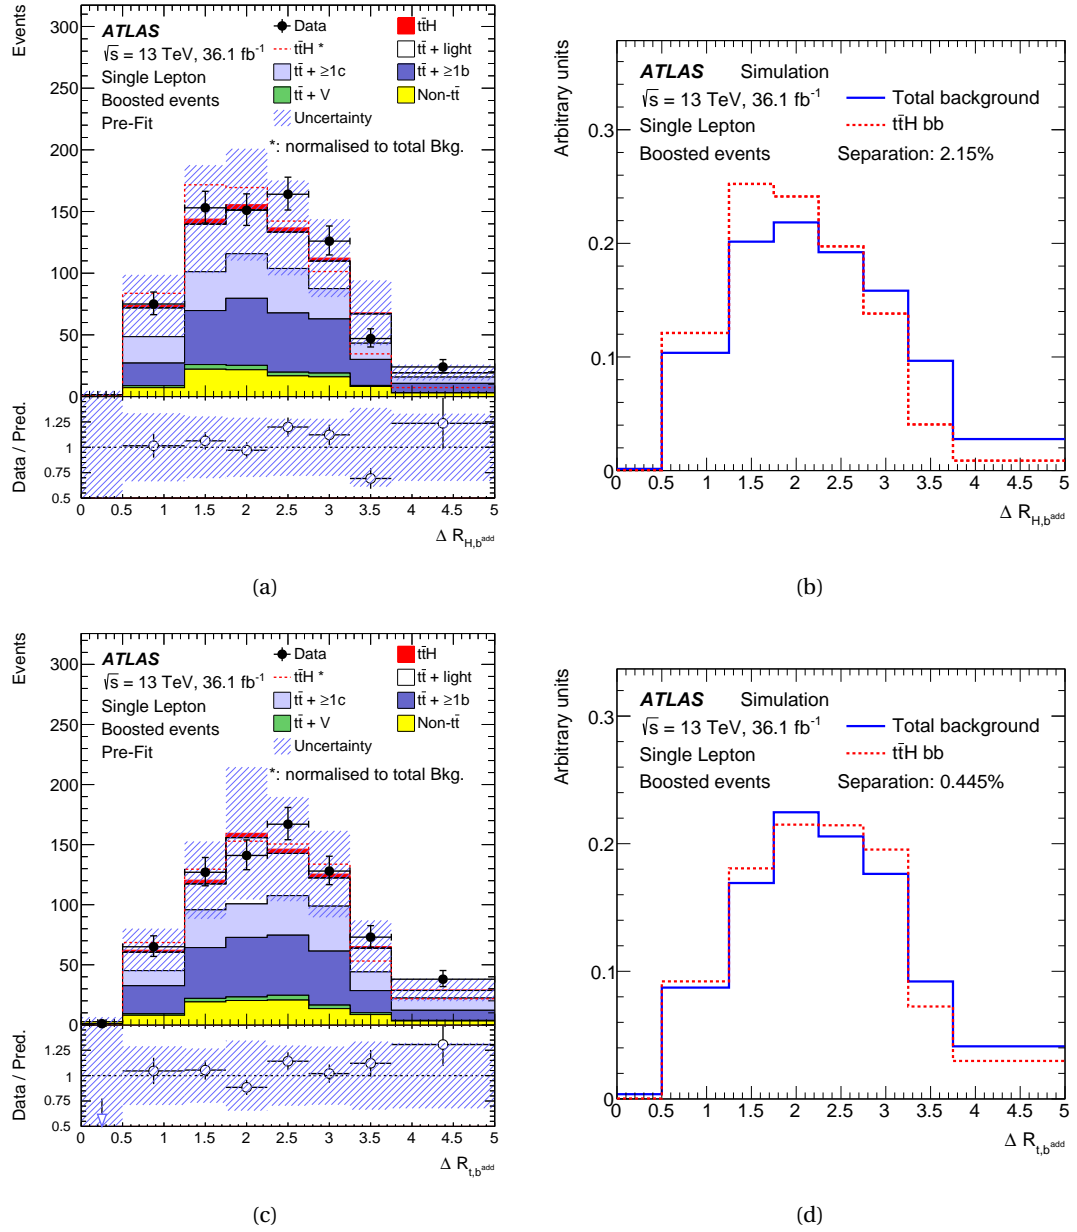 Events
300
250
200
150
100
50
0
ATLAS
√s = 13 TeV, 36.1 fb⁻¹
Single Lepton
Boosted events
Pre-Fit
Data
tt̄H
tt̄H *
tt̄ + light
tt̄ + ≥1c
tt̄ + ≥1b
tt̄ + V
Non-tt̄
Uncertainty
*: normalised to total Bkg.
Data / Pred.
1.25
1
0.75
0.5
0 0.5 1 1.5 2 2.5 3 3.5 4 4.5 5
Δ R_H,b^add
(a)
Arbitrary units
0.3
0.2
0.1
0
ATLAS Simulation
√s = 13 TeV, 36.1 fb⁻¹
Single Lepton
Boosted events
Total background
tt̄H bb
Separation: 2.15%
0 0.5 1 1.5 2 2.5 3 3.5 4 4.5 5
Δ R_H,b^add
(b)
Events
300
250
200
150
100
50
0
ATLAS
√s = 13 TeV, 36.1 fb⁻¹
Single Lepton
Boosted events
Pre-Fit
Data
tt̄H
tt̄H *
tt̄ + light
tt̄ + ≥1c
tt̄ + ≥1b
tt̄ + V
Non-tt̄
Uncertainty
*: normalised to total Bkg.
Data / Pred.
1.25
1
0.75
0.5
0 0.5 1 1.5 2 2.5 3 3.5 4 4.5 5
Δ R_t,b^add
(c)
Arbitrary units
0.3
0.2
0.1
0
ATLAS Simulation
√s = 13 TeV, 36.1 fb⁻¹
Single Lepton
Boosted events
Total background
tt̄H bb
Separation: 0.445%
0 0.5 1 1.5 2 2.5 3 3.5 4 4.5 5
Δ R_t,b^add
(d)